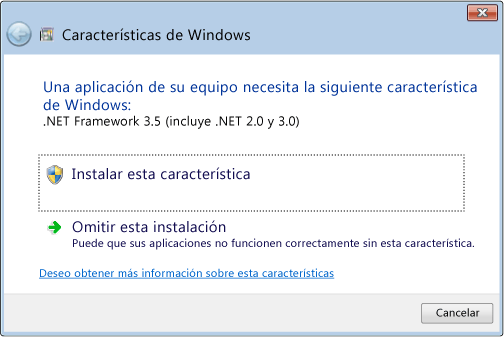 Características de Windows
Una aplicación de su equipo necesita la siguiente característica
de Windows:
.NET Framework 3.5 (incluye .NET 2.0 y 3.0)
Instalar esta característica
Omitir esta instalación
Puede que sus aplicaciones no funcionen correctamente sin esta característica.
Deseo obtener más información sobre esta características
Cancelar